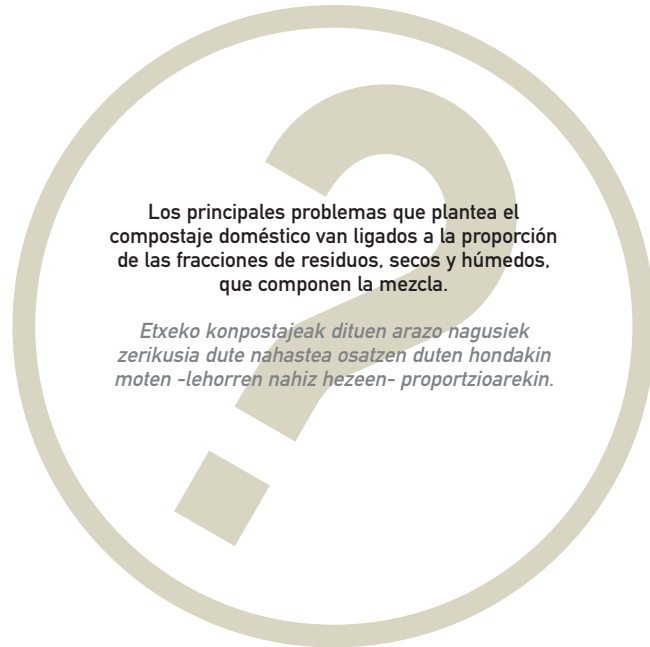 Los principales problemas que plantea el
compostaje doméstico van ligados a la proporción
de las fracciones de residuos, secos y húmedos,
que componen la mezcla.
Etxeko konpostajeak dituen arazo nagusiek
zerikusia dute nahastea osatzen duten hondakin
moten -lehorren nahiz hezeen- proportzioarekin.
?